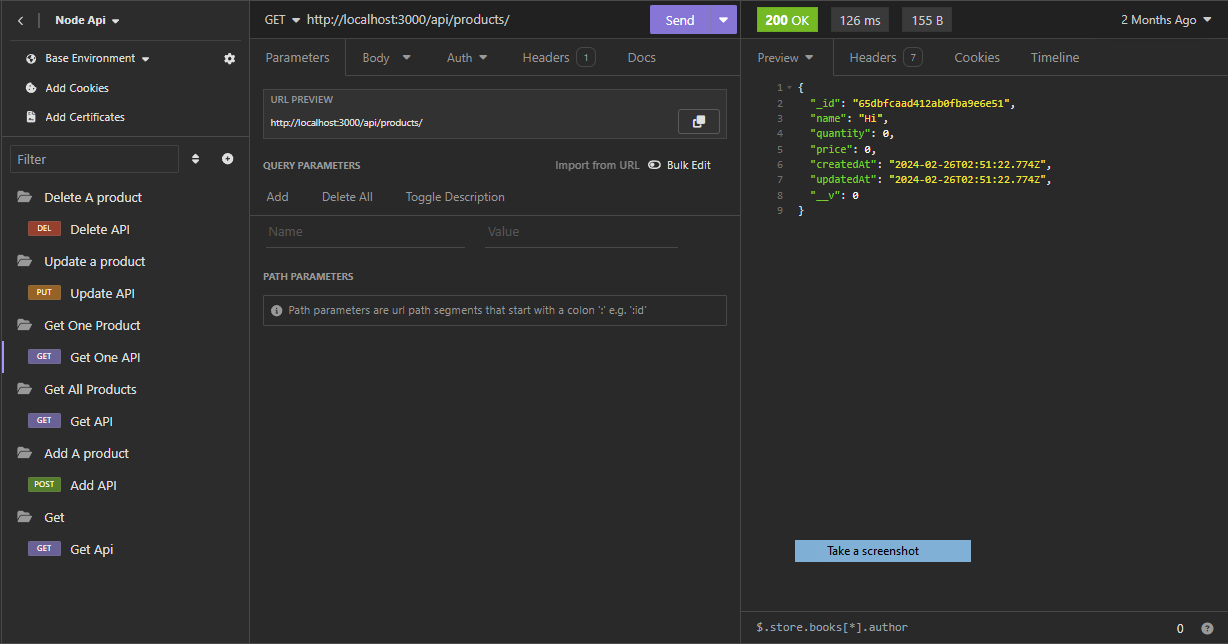 Node Api
Base Environment
Add Cookies
Add Certificates
Filter
Delete A product
DEL Delete API
Update a product
PUT Update API
Get One Product
GET Get One API
Get All Products
GET Get API
Add A product
POST Add API
Get
GET Get Api
GET http://localhost:3000/api/products/ Send
Parameters Body Auth Headers 1 Docs
URL PREVIEW
http://localhost:3000/api/products/
QUERY PARAMETERS Import from URL Bulk Edit
Add Delete All Toggle Description
Name Value
PATH PARAMETERS
Path parameters are url path segments that start with a colon ':' e.g. ':id'
200 OK 126 ms 155 B 2 Months Ago
Preview Headers 7 Cookies Timeline
1 {
2 "_id": "65dbfcaad412ab0fba9e6e51",
3 "name": "Hi",
4 "quantity": 0,
5 "price": 0,
6 "createdAt": "2024-02-26T02:51:22.774Z",
7 "updatedAt": "2024-02-26T02:51:22.774Z",
8 "__v": 0
9 }
Take a screenshot
$.store.books[*].author 0 ?